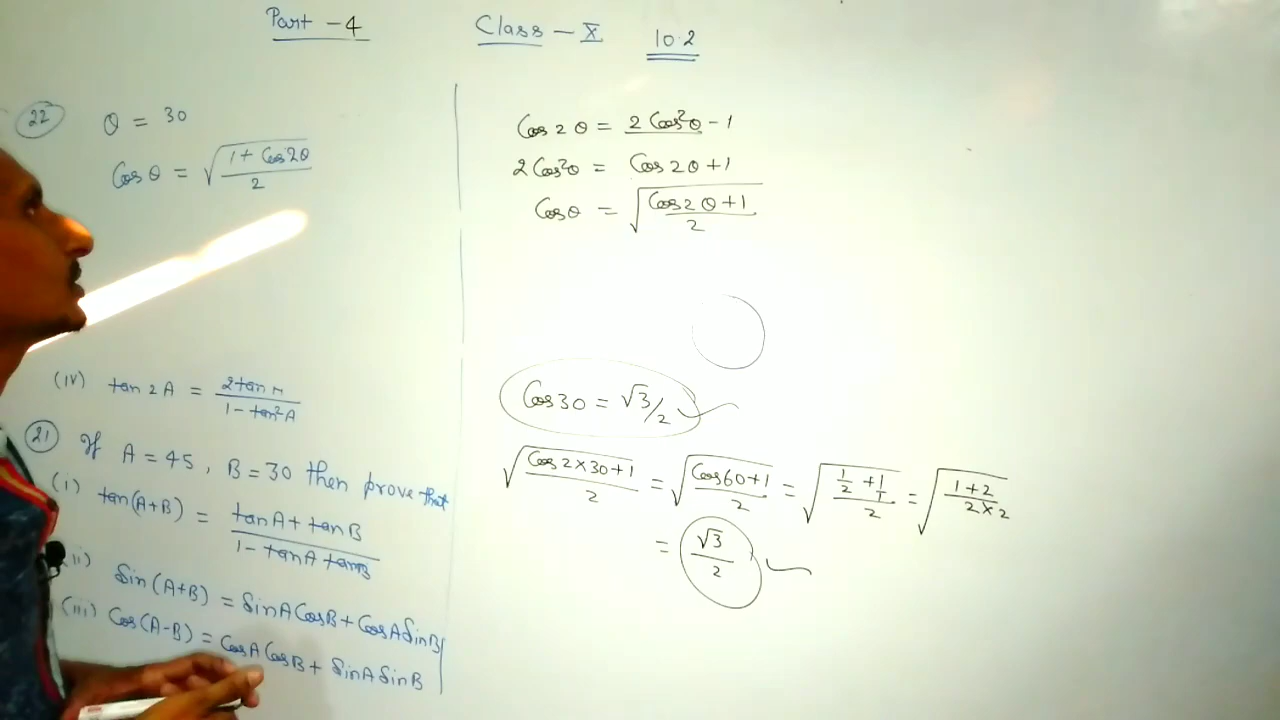 Part - 4
Class - X
10.2
22 θ = 30
Cos θ = √((1 + Cos 2θ)/2)
(iv) tan 2A = (2tan A)/(1 - tan²A)
21 If A = 45, B = 30 then prove that
(i) tan(A+B) = (tan A + tan B)/(1 - tan A tan B)
(ii) Sin(A+B) = Sin A Cos B + Cos A Sin B
(iii) Cos(A-B) = Cos A Cos B + Sin A Sin B
Cos 2θ = 2 Cos²θ - 1
2 Cos²θ = Cos 2θ + 1
Cos θ = √((Cos 2θ + 1)/2)
Cos 30 = √3/2
√((Cos 2×30+1)/2) = √((Cos 60+1)/2) = √((1/2 + 1/1)/2) = √((1+2)/(2×2))
= √3/2